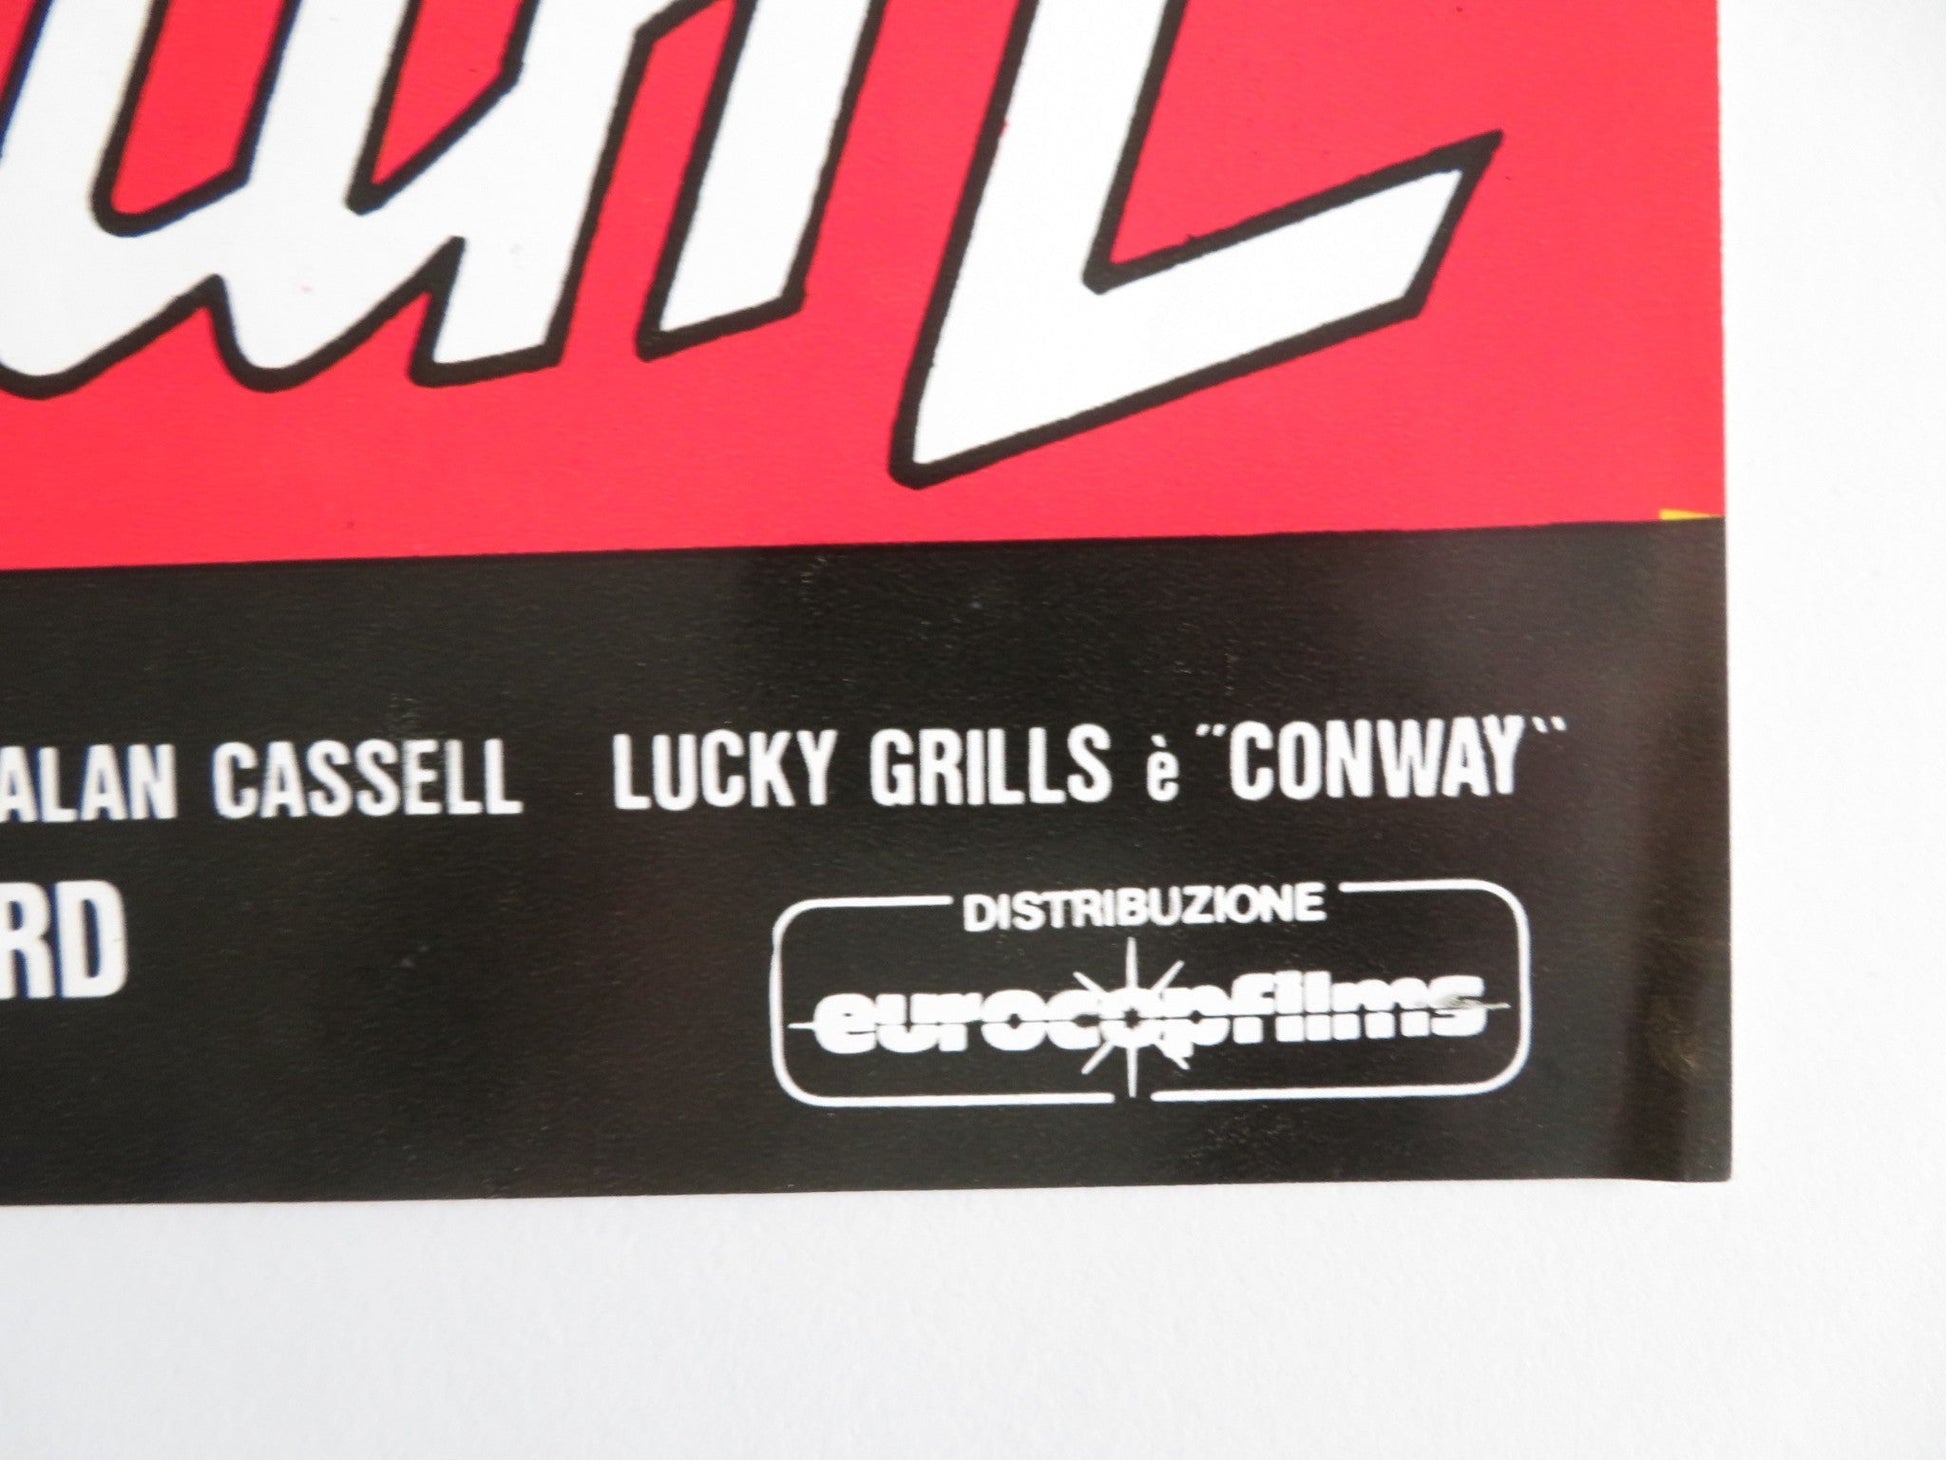 ALAN CASSELL LUCKY GRILLS è "CONWAY"
RD
DISTRIBUZIONE
eurocopfilms